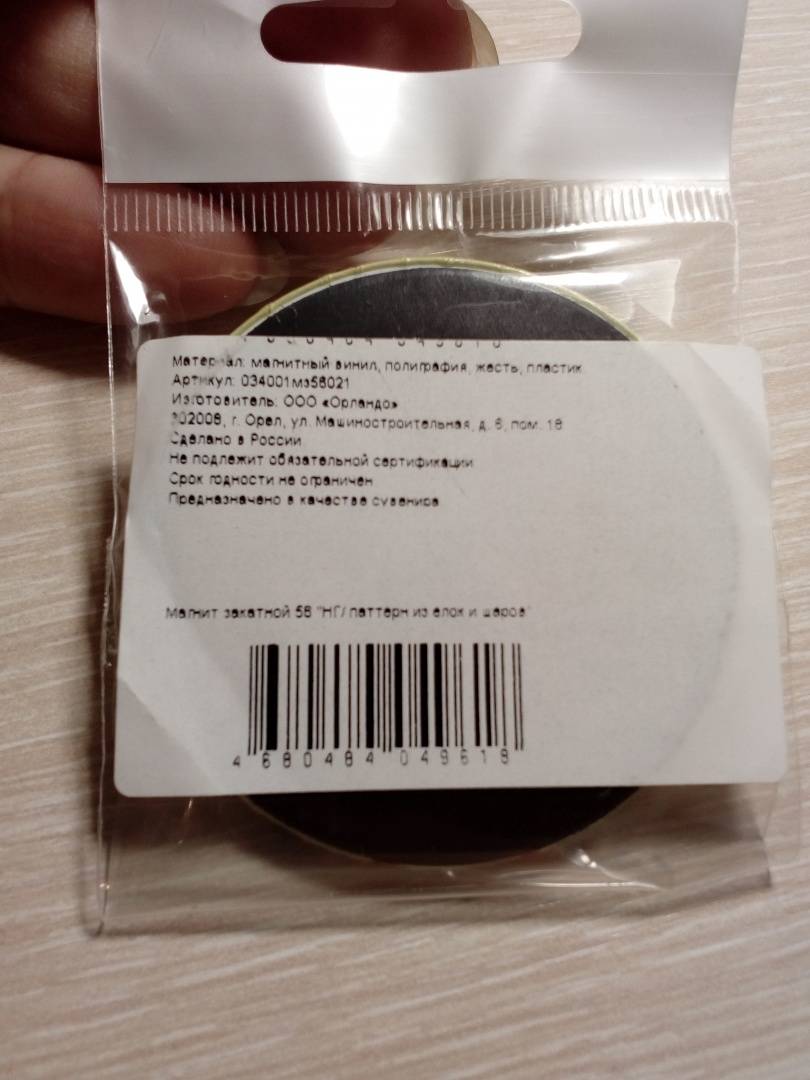 Материал: магнитный винил, полиграфия, жесть, пластик
Артикул: 034001мз58021
Изготовитель: ООО «Орландо»
302008, г. Орел, ул. Машиностроительная, д. 6, пом. 18
Сделано в России
Не подлежит обязательной сертификации
Срок годности не ограничен
Предназначено в качестве сувенира
Магнит закатной 58 "НГ/ паттерн из елок и шаров"
4 680484 049618